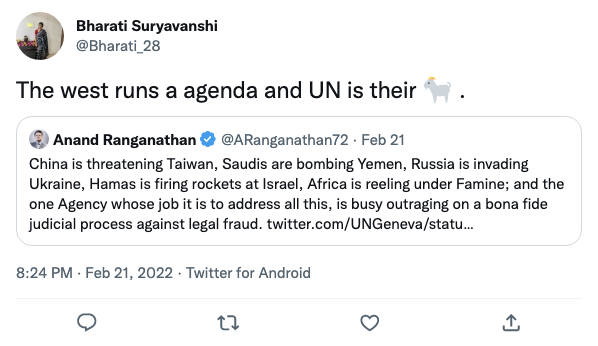 Bharati Suryavanshi
@Bharati_28
The west runs a agenda and UN is their 🐐 .
Anand Ranganathan @ARanganathan72 · Feb 21
China is threatening Taiwan, Saudis are bombing Yemen, Russia is invading
Ukraine, Hamas is firing rockets at Israel, Africa is reeling under Famine; and the
one Agency whose job it is to address all this, is busy outraging on a bona fide
judicial process against legal fraud. twitter.com/UNGeneva/statu...
8:24 PM · Feb 21, 2022 · Twitter for Android